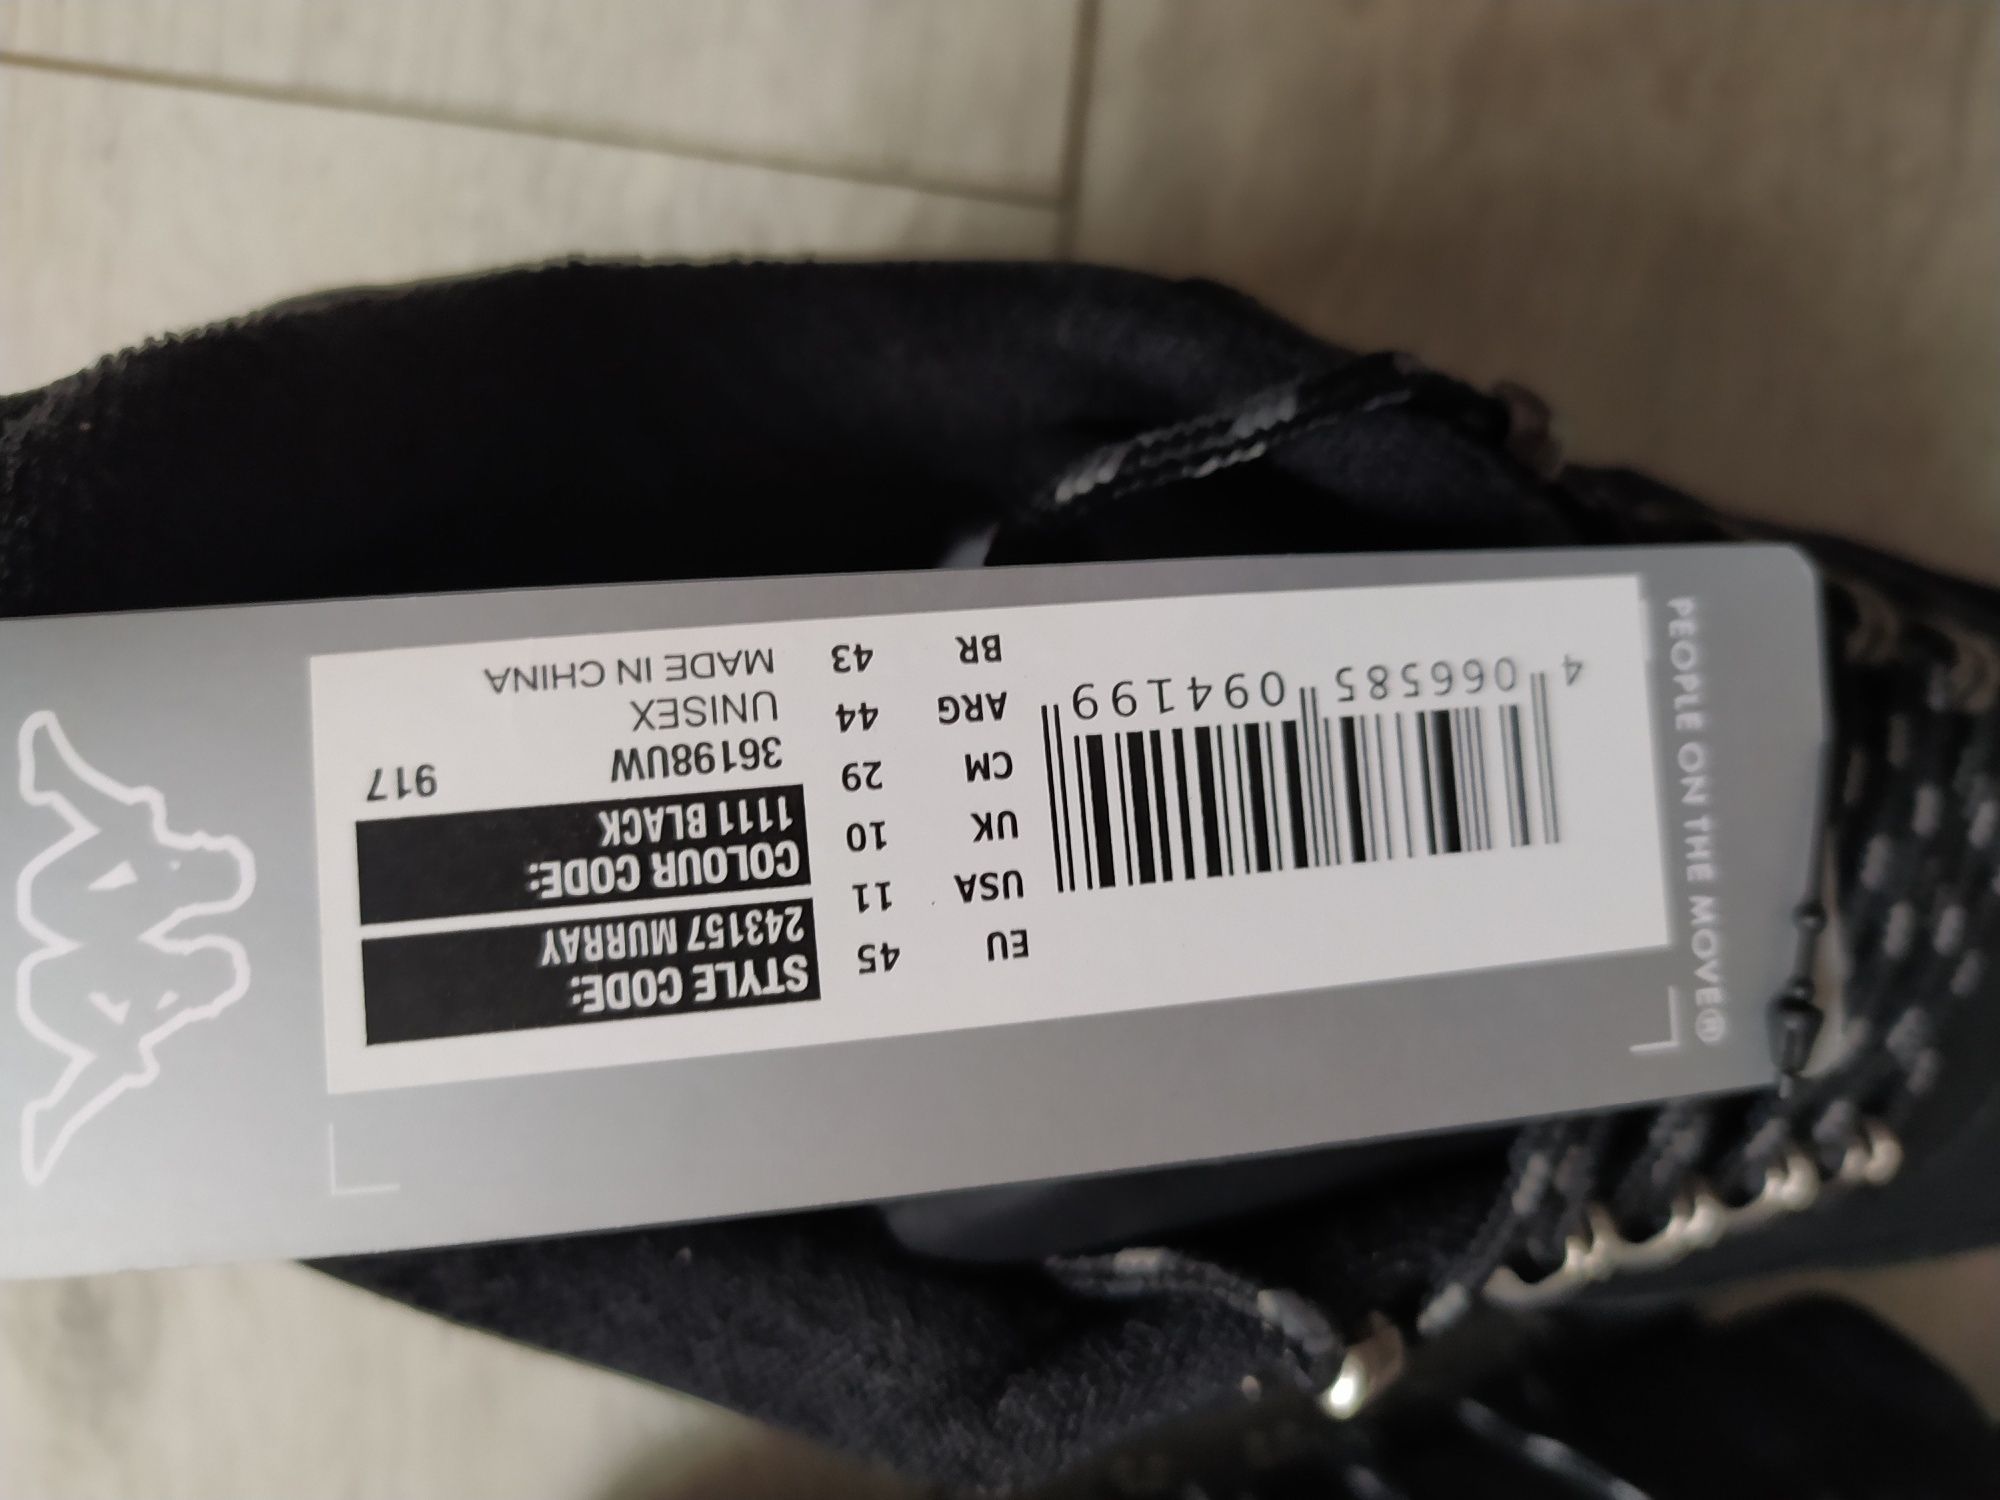 STYLE CODE:
243157 MURRAY
COLOUR CODE:
1111 BLACK
36198UW 917
UNISEX
MADE IN CHINA
EU 45
USA 11
UK 10
CM 29
ARG 44
BR 43
4 066585 094199
PEOPLE ON THE MOVE®